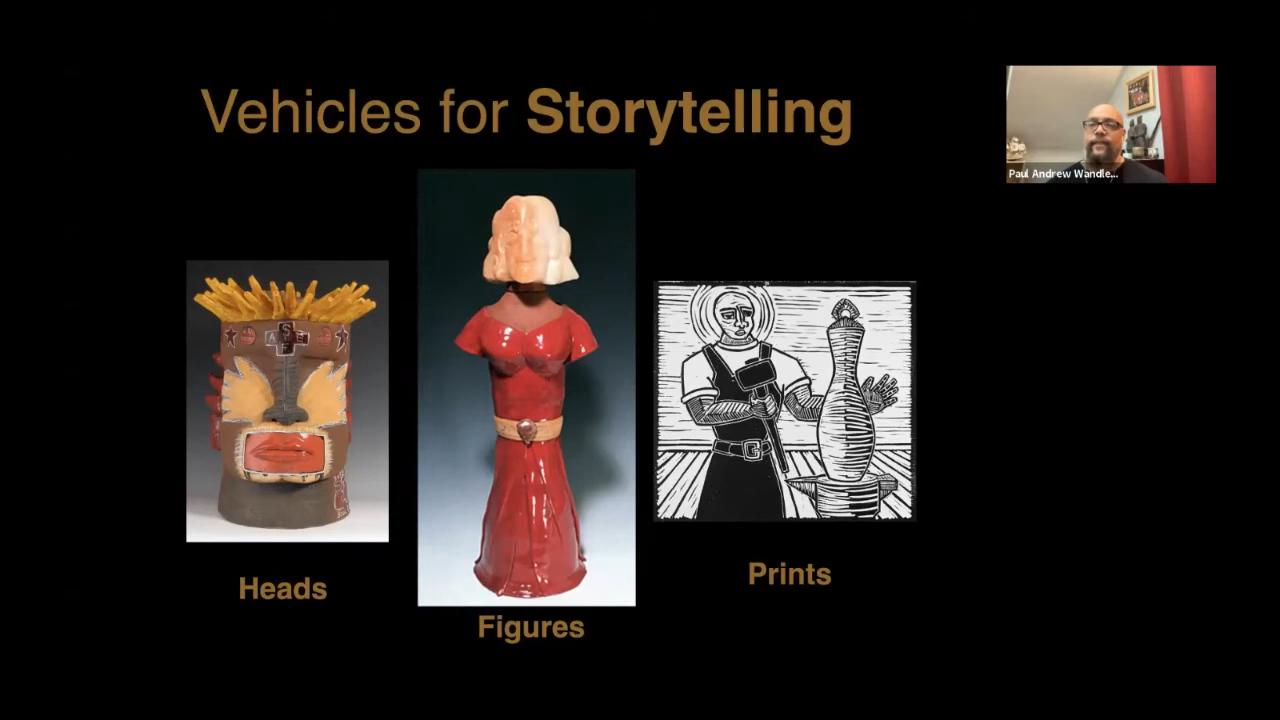 Vehicles for Storytelling
Paul Andrew Wandle...
Heads
Prints
Figures